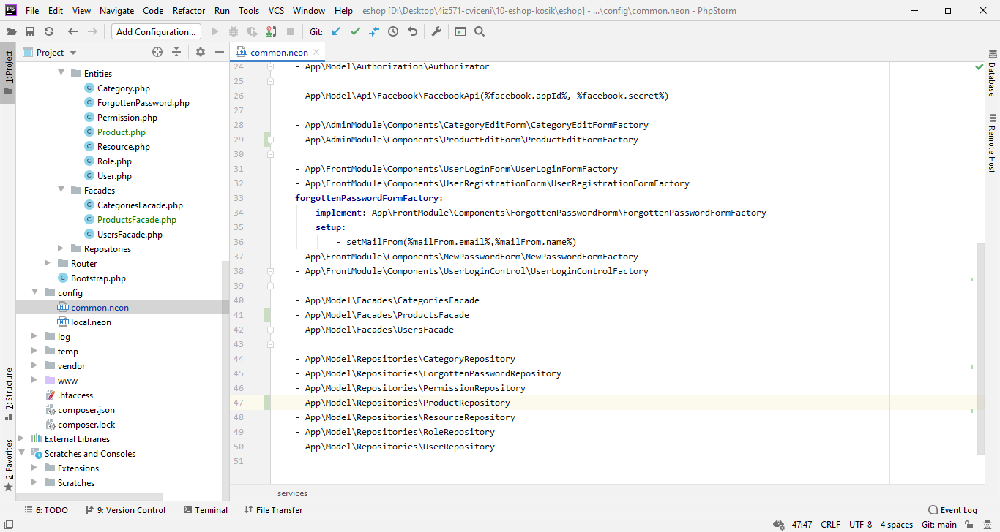 PS File Edit View Navigate Code Refactor Run Tools VCS Window Help eshop [D:\Desktop\4iz571-cviceni\10-eshop-kosik\eshop] - ...\config\common.neon - PhpStorm
Add Configuration... Git:
1: Project
7: Structure
2: Favorites
Project
Entities
Category.php
ForgottenPassword.php
Permission.php
Product.php
Resource.php
Role.php
User.php
Facades
CategoriesFacade.php
ProductsFacade.php
UsersFacade.php
Repositories
Router
Bootstrap.php
config
common.neon
local.neon
log
temp
vendor
www
.htaccess
composer.json
composer.lock
External Libraries
Scratches and Consoles
Extensions
Scratches
common.neon
24 - App\Model\Authorization\Authorizator
25
26 - App\Model\Api\Facebook\FacebookApi(%facebook.appId%, %facebook.secret%)
27
28 - App\AdminModule\Components\CategoryEditForm\CategoryEditFormFactory
29 - App\AdminModule\Components\ProductEditForm\ProductEditFormFactory
30
31 - App\FrontModule\Components\UserLoginForm\UserLoginFormFactory
32 - App\FrontModule\Components\UserRegistrationForm\UserRegistrationFormFactory
33 forgottenPasswordFormFactory:
34 implement: App\FrontModule\Components\ForgottenPasswordForm\ForgottenPasswordFormFactory
35 setup:
36 - setMailFrom(%mailFrom.email%,%mailFrom.name%)
37 - App\FrontModule\Components\NewPasswordForm\NewPasswordFormFactory
38 - App\FrontModule\Components\UserLoginControl\UserLoginControlFactory
39
40 - App\Model\Facades\CategoriesFacade
41 - App\Model\Facades\ProductsFacade
42 - App\Model\Facades\UsersFacade
43
44 - App\Model\Repositories\CategoryRepository
45 - App\Model\Repositories\ForgottenPasswordRepository
46 - App\Model\Repositories\PermissionRepository
47 - App\Model\Repositories\ProductRepository
48 - App\Model\Repositories\ResourceRepository
49 - App\Model\Repositories\RoleRepository
50 - App\Model\Repositories\UserRepository
51
services
Database
Remote Host
6: TODO 9: Version Control Terminal File Transfer Event Log
47:47 CRLF UTF-8 4 spaces Git: main